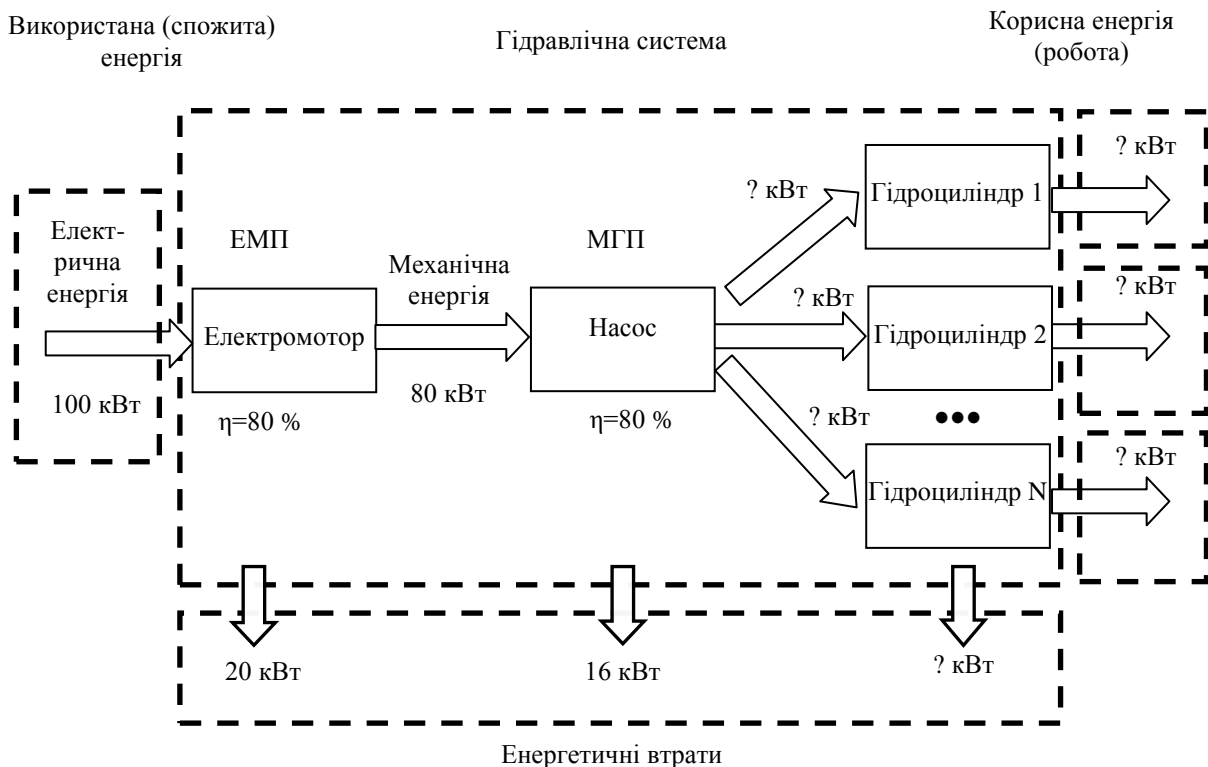 Використана (спожита)
енергія
Гідравлічна система
Корисна енергія
(робота)
? кВт
? кВт
Гідроциліндр 1
Елект-
рична
енергія
ЕМП
Механічна
енергія
МГП
? кВт
? кВт
Електромотор
Насос
Гідроциліндр 2
100 кВт
80 кВт
η=80 %
η=80 %
? кВт
•••
? кВт
Гідроциліндр N
20 кВт
16 кВт
? кВт
Енергетичні втрати